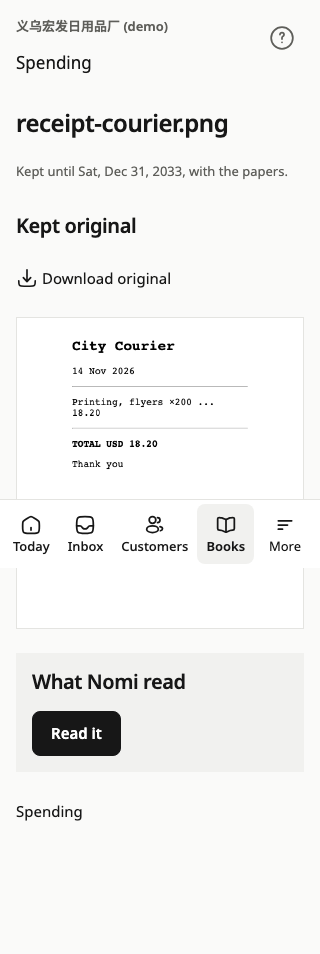 义乌宏发日用品厂 (demo)
Spending
receipt-courier.png
Kept until Sat, Dec 31, 2033, with the papers.
Kept original
Download original
City Courier
14 Nov 2026
Printing, flyers ×200 ...
18.20
TOTAL USD 18.20
Thank you
Today
Inbox
Customers
Books
More
What Nomi read
Read it
Spending